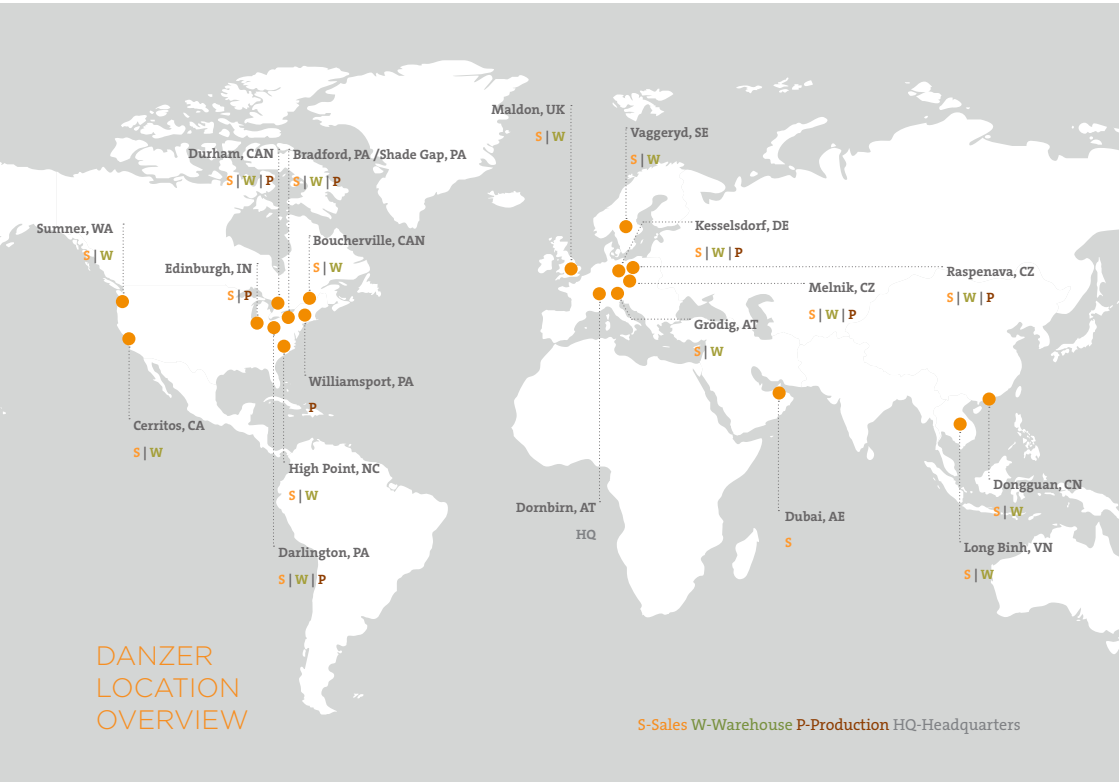 Maldon, UK
S | W
Vaggeryd, SE
S | W
Durham, CAN
S | W | P
Bradford, PA /Shade Gap, PA
S | W | P
Sumner, WA
S | W
Kesselsdorf, DE
S | W | P
Boucherville, CAN
S | W
Edinburgh, IN
S | P
Raspenava, CZ
S | W | P
Melnik, CZ
S | W | P
Grödig, AT
S | W
Williamsport, PA
P
Cerritos, CA
S | W
High Point, NC
S | W
Dongguan, CN
S | W
Dornbirn, AT
HQ
Dubai, AE
S
Long Binh, VN
S | W
Darlington, PA
S | W | P
DANZER
LOCATION
OVERVIEW
S-Sales W-Warehouse P-Production HQ-Headquarters